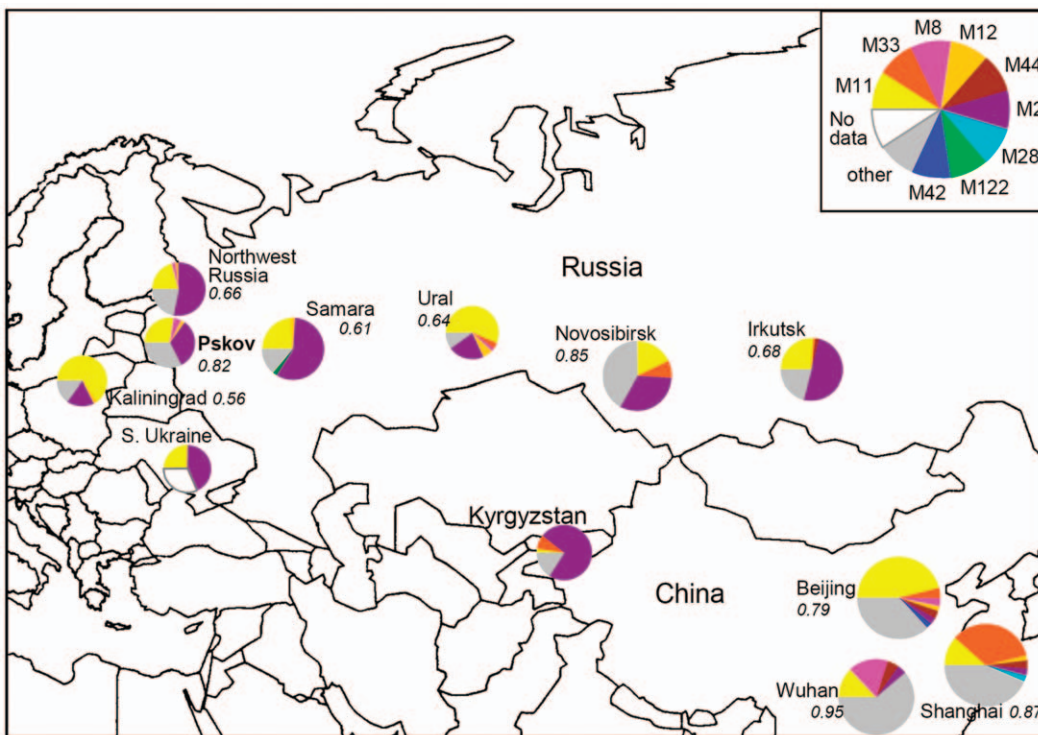 M8
M12
M33
M44
M11
M2
No
data
M28
other
M42
M122
Northwest
Russia
0.66
Russia
Samara
0.61
Ural
0.64
Pskov
0.82
Novosibirsk
0.85
Irkutsk
0.68
Kaliningrad 0.56
S. Ukraine
Kyrgyzstan
China
Beijing
0.79
Wuhan
0.95
Shanghai 0.87